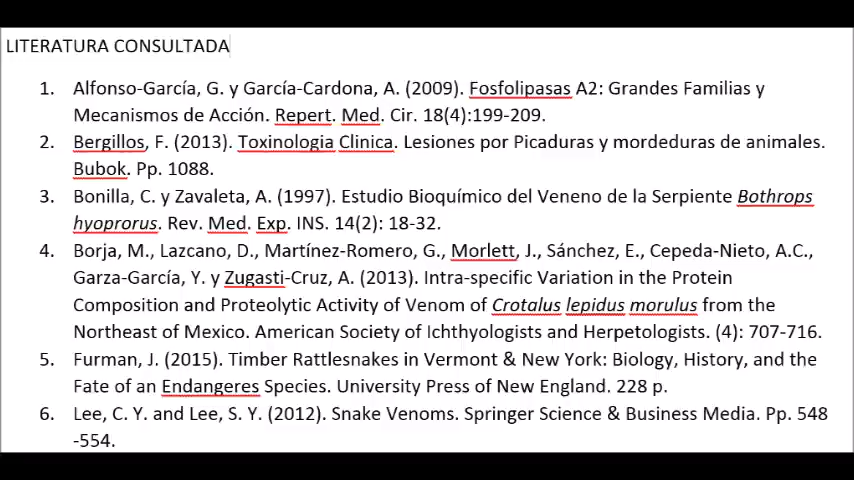 LITERATURA CONSULTADA
1. Alfonso-García, G. y García-Cardona, A. (2009). Fosfolipasas A2: Grandes Familias y
Mecanismos de Acción. Repert. Med. Cir. 18(4):199-209.
2. Bergillos, F. (2013). Toxinologia Clinica. Lesiones por Picaduras y mordeduras de animales.
Bubok. Pp. 1088.
3. Bonilla, C. y Zavaleta, A. (1997). Estudio Bioquímico del Veneno de la Serpiente Bothrops
hyoprorus. Rev. Med. Exp. INS. 14(2): 18-32.
4. Borja, M., Lazcano, D., Martínez-Romero, G., Morlett, J., Sánchez, E., Cepeda-Nieto, A.C.,
Garza-García, Y. y Zugasti-Cruz, A. (2013). Intra-specific Variation in the Protein
Composition and Proteolytic Activity of Venom of Crotalus lepidus morulus from the
Northeast of Mexico. American Society of Ichthyologists and Herpetologists. (4): 707-716.
5. Furman, J. (2015). Timber Rattlesnakes in Vermont & New York: Biology, History, and the
Fate of an Endangeres Species. University Press of New England. 228 p.
6. Lee, C. Y. and Lee, S. Y. (2012). Snake Venoms. Springer Science & Business Media. Pp. 548
-554.